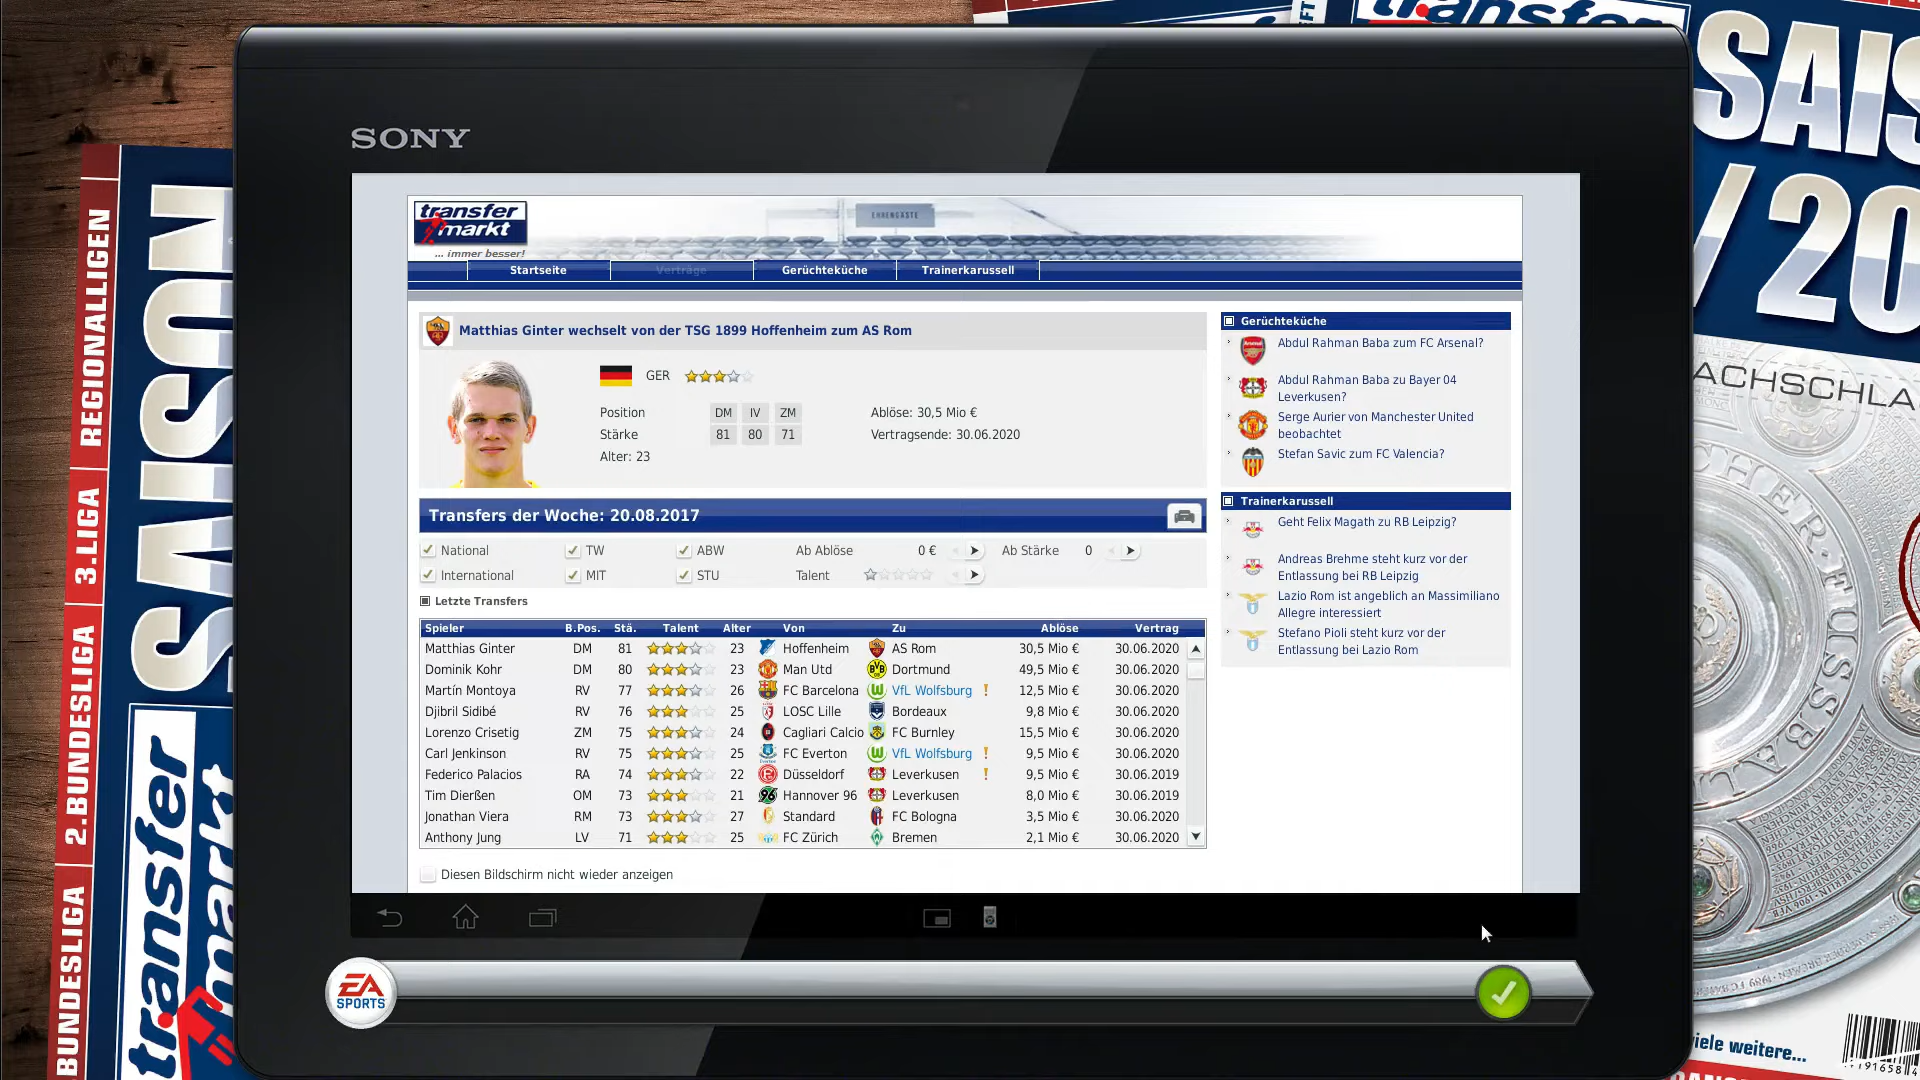 SONY
transfer
markt
... immer besser!
EHRENGÄSTE
Startseite Verträge Gerüchteküche Trainerkarussell
Matthias Ginter wechselt von der TSG 1899 Hoffenheim zum AS Rom
GER
Position DM IV ZM Ablöse: 30,5 Mio €
Stärke 81 80 71 Vertragsende: 30.06.2020
Alter: 23
Transfers der Woche: 20.08.2017
National TW ABW Ab Ablöse 0 € Ab Stärke 0
International MIT STU Talent
Letzte Transfers
Spieler B.Pos. Stä. Talent Alter Von Zu Ablöse Vertrag
Matthias Ginter DM 81 23 Hoffenheim AS Rom 30,5 Mio € 30.06.2020
Dominik Kohr DM 80 23 Man Utd Dortmund 49,5 Mio € 30.06.2020
Martín Montoya RV 77 26 FC Barcelona VfL Wolfsburg ! 12,5 Mio € 30.06.2020
Djibril Sidibé RV 76 25 LOSC Lille Bordeaux 9,8 Mio € 30.06.2020
Lorenzo Crisetig ZM 75 24 Cagliari Calcio FC Burnley 15,5 Mio € 30.06.2020
Carl Jenkinson RV 75 25 FC Everton VfL Wolfsburg ! 9,5 Mio € 30.06.2020
Federico Palacios RA 74 22 Düsseldorf Leverkusen ! 9,5 Mio € 30.06.2019
Tim Dierßen OM 73 21 Hannover 96 Leverkusen 8,0 Mio € 30.06.2019
Jonathan Viera RM 73 27 Standard FC Bologna 3,5 Mio € 30.06.2020
Anthony Jung LV 71 25 FC Zürich Bremen 2,1 Mio € 30.06.2020
Diesen Bildschirm nicht wieder anzeigen
Gerüchteküche
Abdul Rahman Baba zum FC Arsenal?
Abdul Rahman Baba zu Bayer 04
Leverkusen?
Serge Aurier von Manchester United
beobachtet
Stefan Savic zum FC Valencia?
Trainerkarussell
Geht Felix Magath zu RB Leipzig?
Andreas Brehme steht kurz vor der
Entlassung bei RB Leipzig
Lazio Rom ist angeblich an Massimiliano
Allegre interessiert
Stefano Pioli steht kurz vor der
Entlassung bei Lazio Rom
EA
SPORTS
REGIONALLIGEN
3.LIGA
2.BUNDESLIGA
BUNDESLIGA
SAISON
transfer
markt
transfer
SAIS
/20
ACHSCHLA
iele weitere...